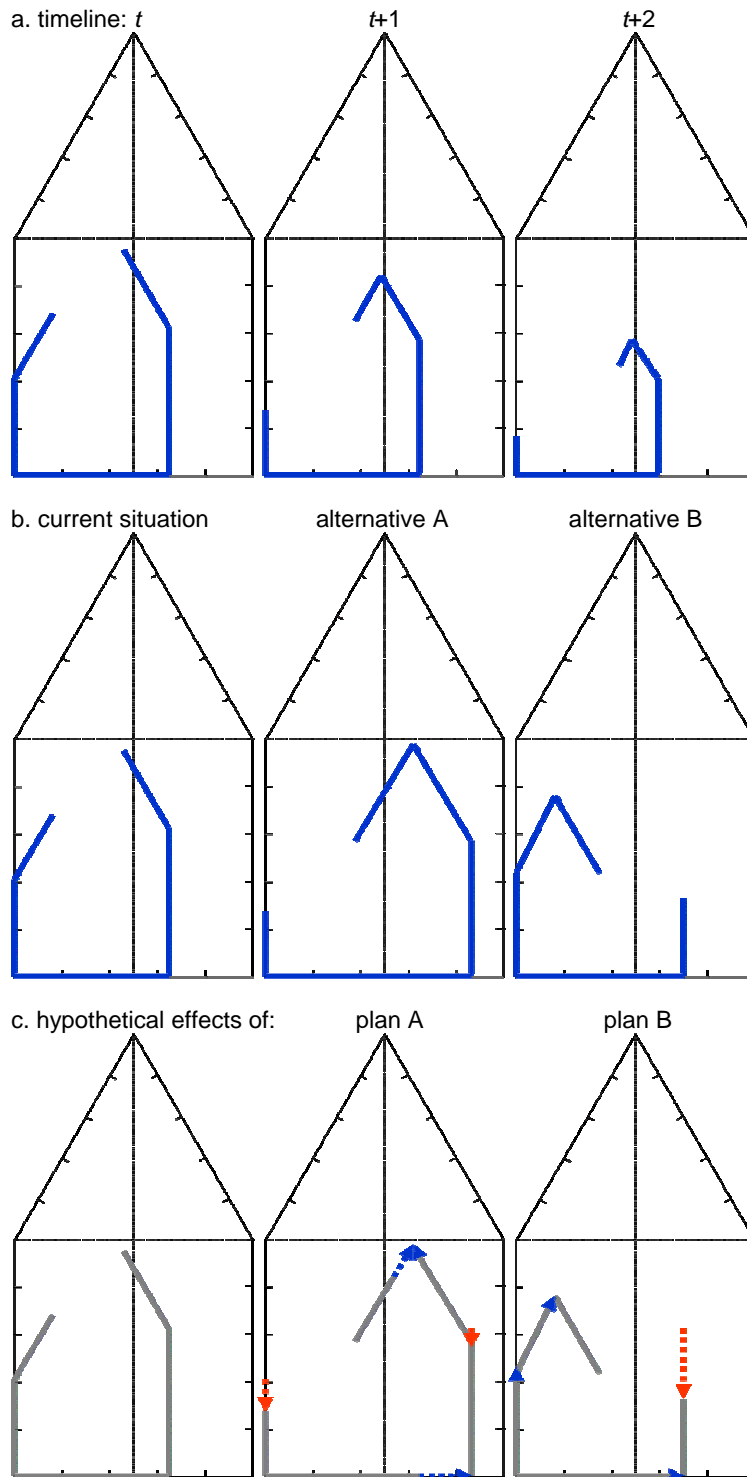 a. timeline: t t+1 t+2
b. current situation alternative A alternative B
c. hypothetical effects of: plan A plan B